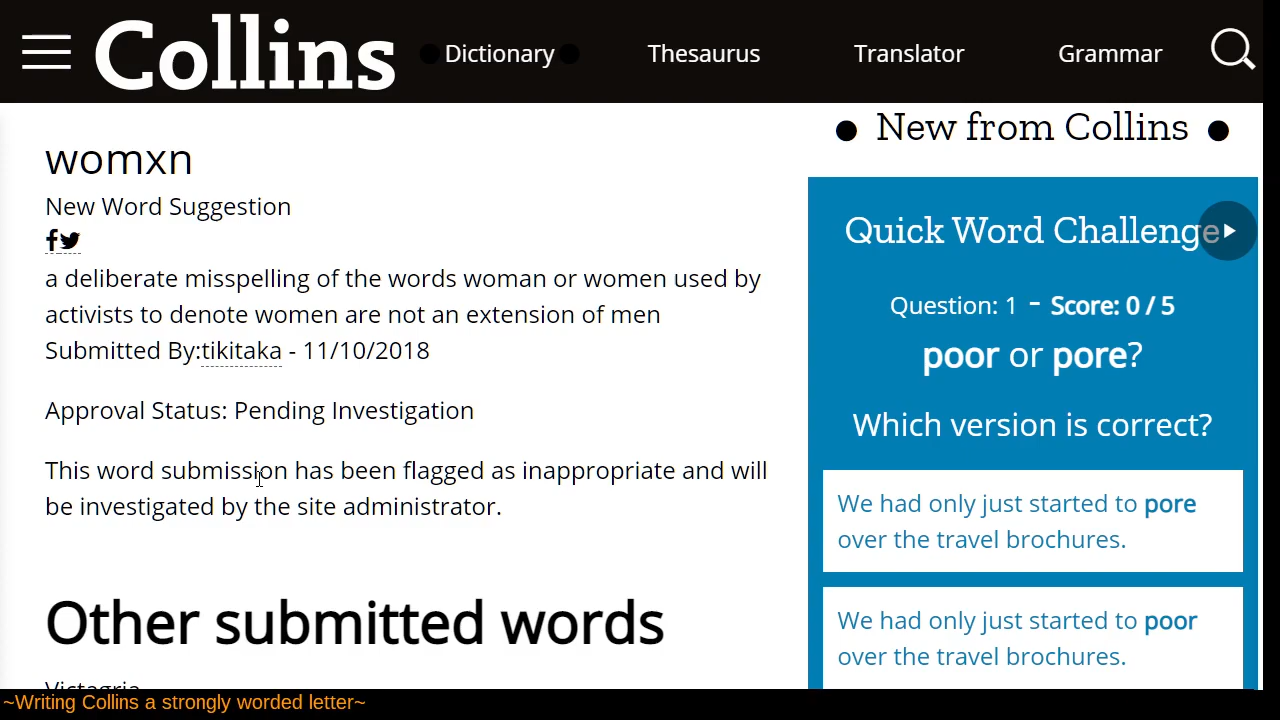 Collins
Dictionary
Thesaurus
Translator
Grammar
womxn
New Word Suggestion
a deliberate misspelling of the words woman or women used by
activists to denote women are not an extension of men
Submitted By:tikitaka - 11/10/2018
Approval Status: Pending Investigation
This word submission has been flagged as inappropriate and will
be investigated by the site administrator.
Other submitted words
Victagria
New from Collins
Quick Word Challenge
Question: 1 - Score: 0 / 5
poor or pore?
Which version is correct?
We had only just started to pore
over the travel brochures.
We had only just started to poor
over the travel brochures.
~Writing Collins a strongly worded letter~